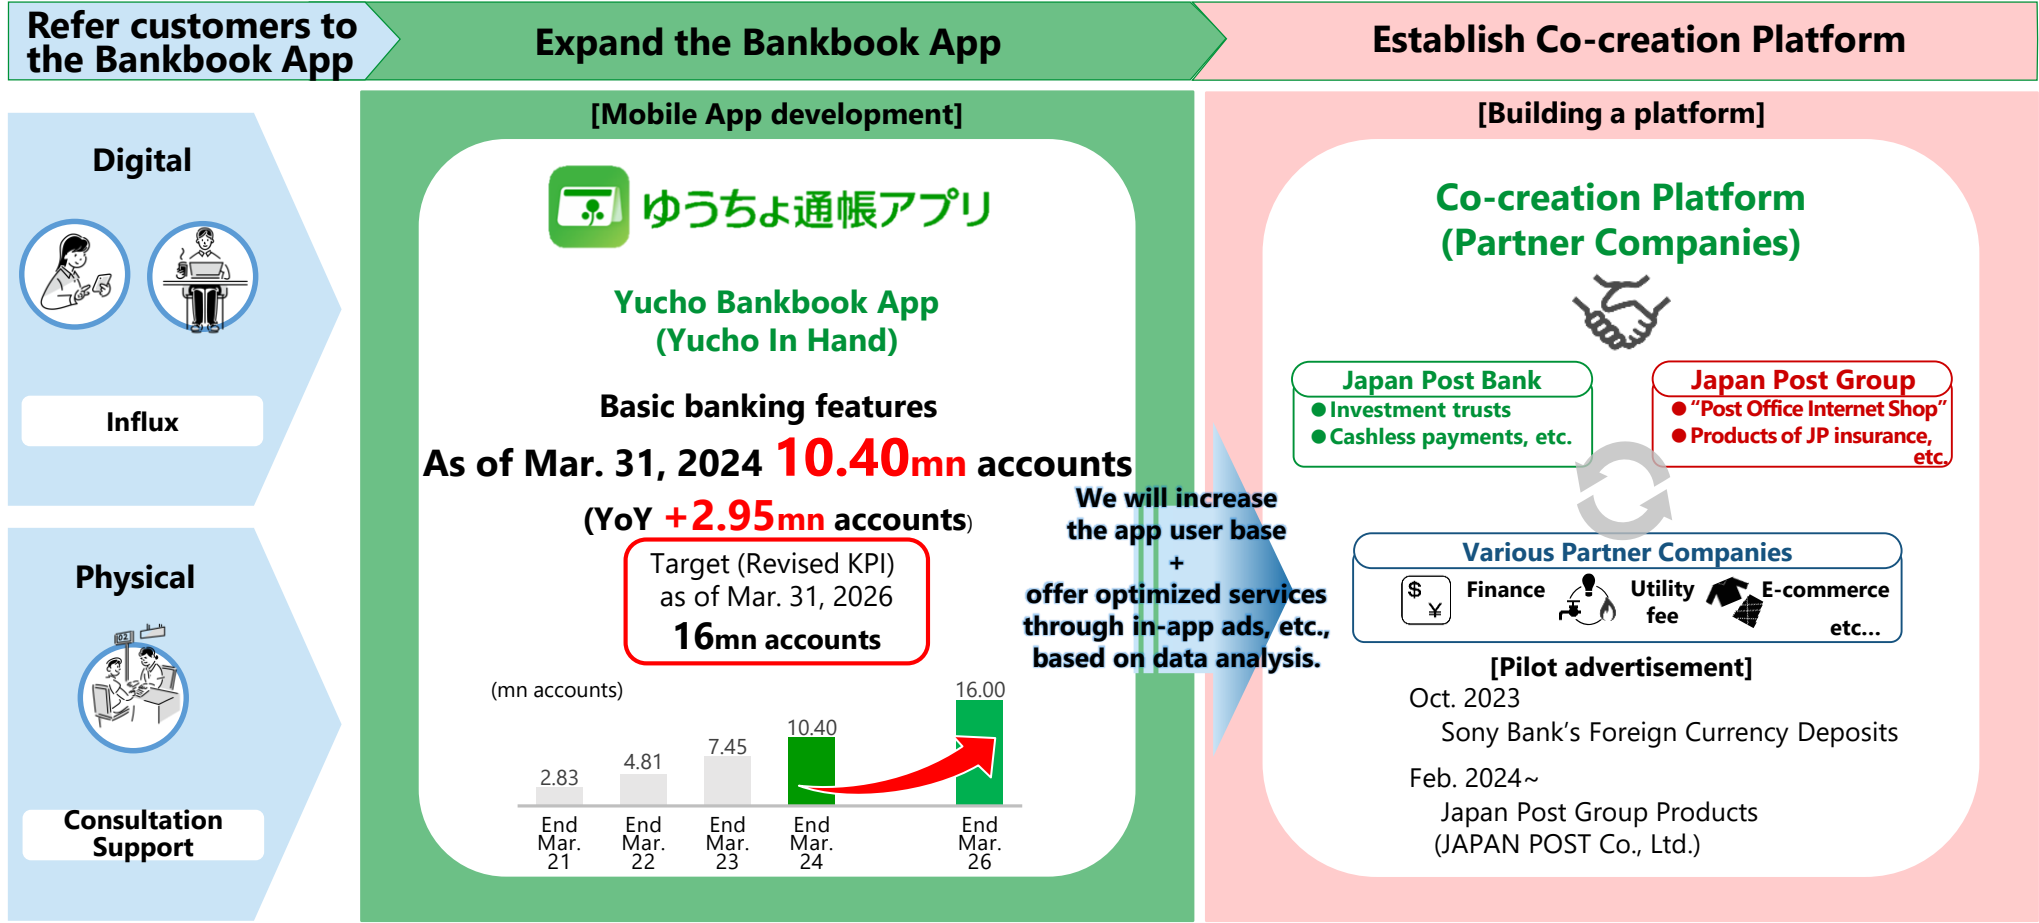 Refer customers to
the Bankbook App
Expand the Bankbook App
Establish Co-creation Platform
Digital
Influx
Physical
02
Consultation
Support
[Mobile App development]
ゆうちょ通帳アプリ
Yucho Bankbook App
(Yucho In Hand)
Basic banking features
As of Mar. 31, 2024 10.40mn accounts
(YoY +2.95mn accounts)
Target (Revised KPI)
as of Mar. 31, 2026
16mn accounts
(mn accounts)
2.83
4.81
7.45
10.40
16.00
End
Mar.
21
End
Mar.
22
End
Mar.
23
End
Mar.
24
End
Mar.
26
We will increase
the app user base
+
offer optimized services
through in-app ads, etc.,
based on data analysis.
[Building a platform]
Co-creation Platform
(Partner Companies)
Japan Post Bank
●Investment trusts
●Cashless payments, etc.
Japan Post Group
●“Post Office Internet Shop”
●Products of JP insurance,
etc.
Various Partner Companies
$
¥
Finance
Utility
fee
E-commerce
etc...
[Pilot advertisement]
Oct. 2023
Sony Bank’s Foreign Currency Deposits
Feb. 2024~
Japan Post Group Products
(JAPAN POST Co., Ltd.)